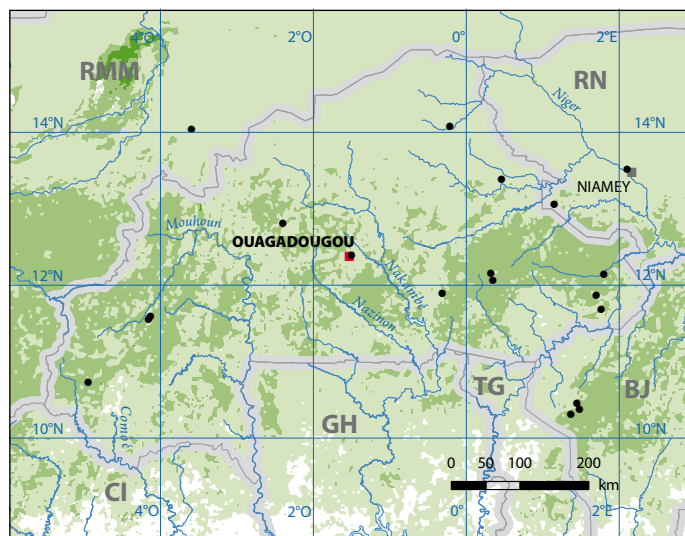 4°O 2°O 0° 2°E
RMM RN
Niger
14°N 14°N
NIAMEY
Mouhoun
OUAGADOUGOU
Nakambé
12°N 12°N
Nazinon
TG BJ
Comoé
GH
10°N 10°N
0 50 100 200
km
CI
4°O 2°O 0° 2°E